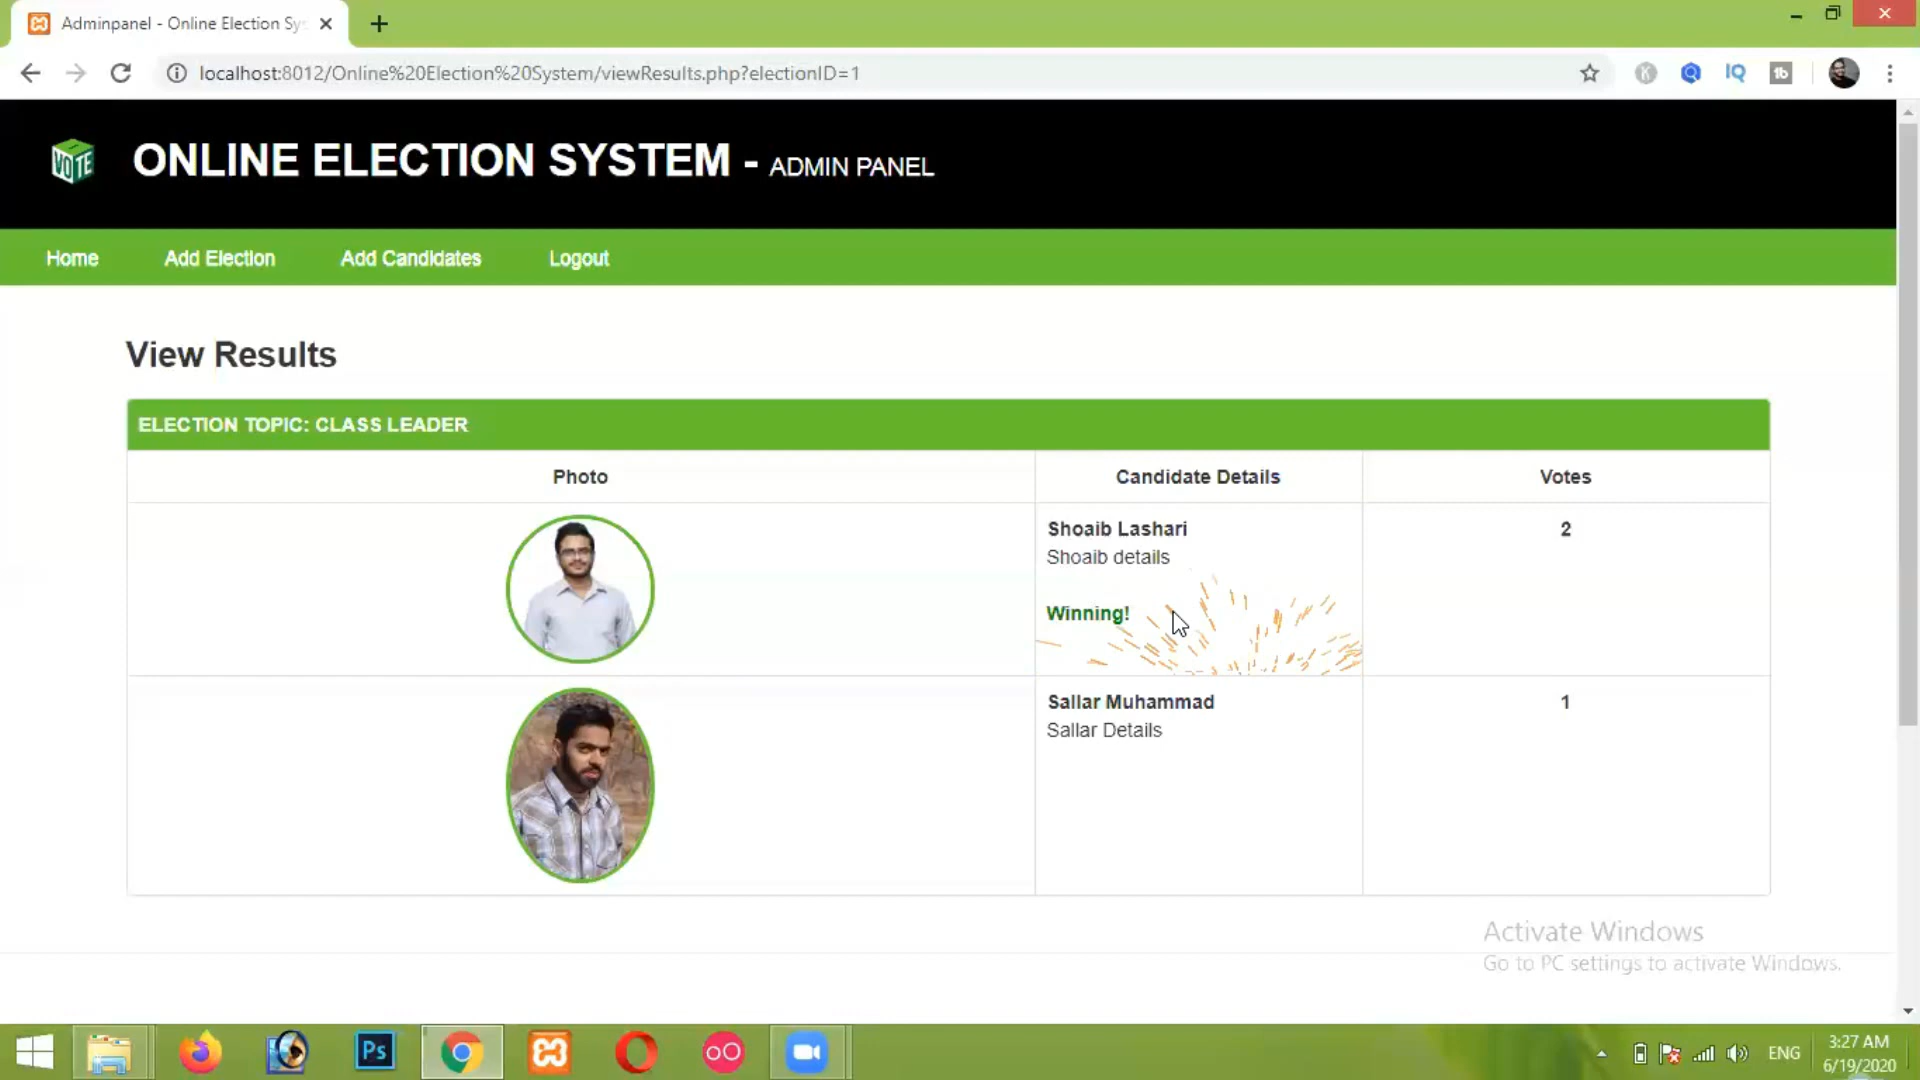 Adminpanel - Online Election Sy
localhost:8012/Online%20Election%20System/viewResults.php?electionID=1
VOTE
ONLINE ELECTION SYSTEM - ADMIN PANEL
Home Add Election Add Candidates Logout
View Results
ELECTION TOPIC: CLASS LEADER
Photo Candidate Details Votes
Shoaib Lashari 2
Shoaib details
Winning!
Sallar Muhammad 1
Sallar Details
Activate Windows
Go to PC settings to activate Windows.
Ps
ENG
3:27 AM
6/19/2020